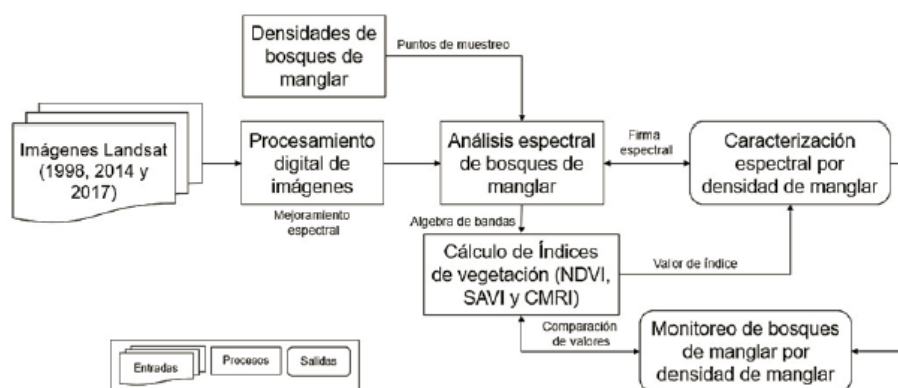 Densidades de
bosques de
manglar
Puntos de muestreo
Imágenes Landsat
(1998, 2014 y
2017)
Procesamiento
digital de
imágenes
Mejoramiento
espectral
Análisis espectral
de bosques de
manglar
Firma
espectral
Caracterización
espectral por
densidad de manglar
Algebra de bandas
Cálculo de Índices
de vegetación (NDVI,
SAVI y CMRI)
Valor de índice
Comparación
de valores
Monitoreo de bosques
de manglar por
densidad de manglar
Entradas
Procesos
Salidas